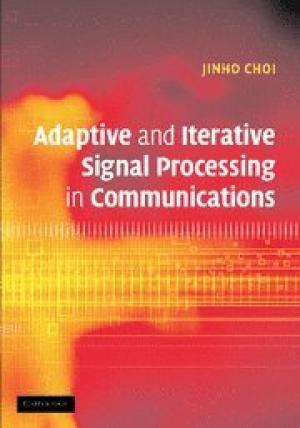 JINHO CHOI
Adaptive and Iterative
Signal Processing
in Communications
CAMBRIDGE